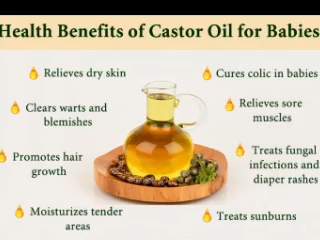 Health Benefits of Castor Oil for Babies
Relieves dry skin
Cures colic in babies
Clears warts and
blemishes
Relieves sore
muscles
Promotes hair
growth
Treats fungal
infections and
diaper rashes
Moisturizes tender
areas
Treats sunburns